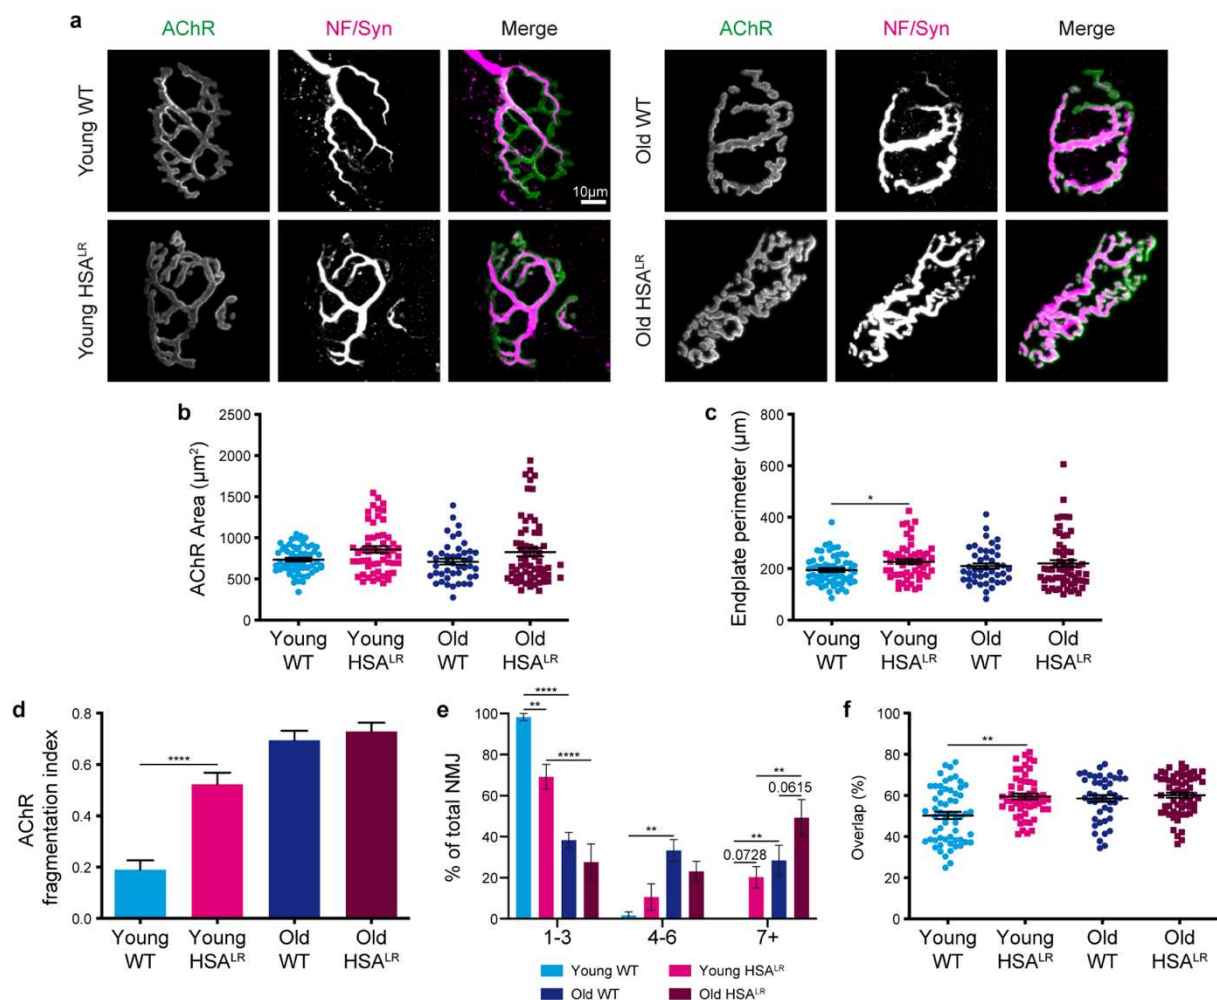 a
AChR NF/Syn Merge AChR NF/Syn Merge
Young WT
Old WT
10µm
Young HSA^LR
Old HSA^LR
b
AChR Area (µm²)
2500
2000
1500
1000
500
0
Young WT
Young HSA^LR
Old WT
Old HSA^LR
c
Endplate perimeter (µm)
800
600
400
200
0
*
Young WT
Young HSA^LR
Old WT
Old HSA^LR
d
AChR
fragmentation index
0.8
0.6
0.4
0.2
0.0
****
Young WT
Young HSA^LR
Old WT
Old HSA^LR
e
% of total NMJ
100
80
60
40
20
0
****
**
****
**
**
0.0615
**
0.0728
1-3 4-6 7+
Young WT Young HSA^LR
Old WT Old HSA^LR
f
Overlap (%)
100
80
60
40
20
0
**
Young WT
Young HSA^LR
Old WT
Old HSA^LR